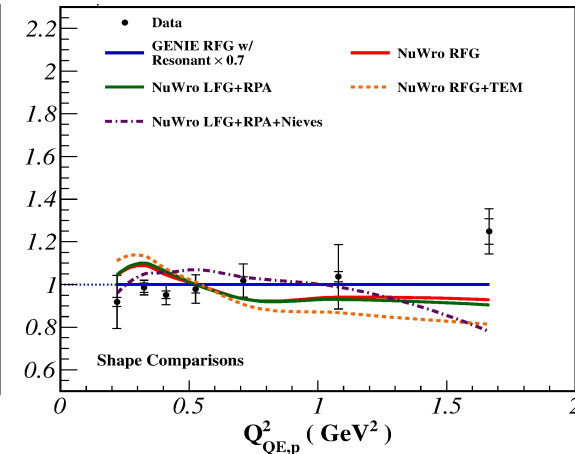 2.2
2
1.8
1.6
1.4
1.2
1
0.8
0.6
Data
GENIE RFG w/
Resonant × 0.7
NuWro RFG
NuWro LFG+RPA
NuWro RFG+TEM
NuWro LFG+RPA+Nieves
Shape Comparisons
0 0.5 1 1.5 2
Q²QE,p ( GeV² )